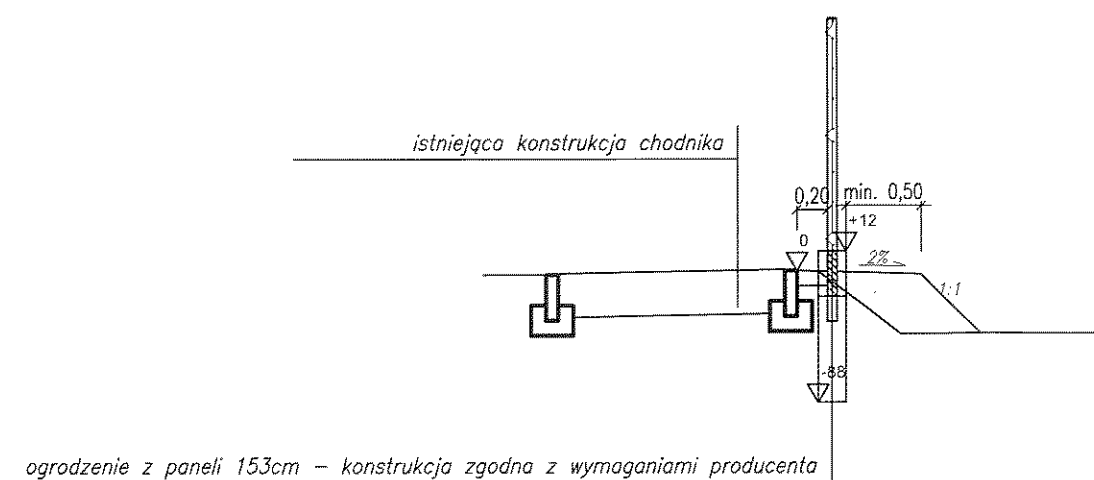 istniejąca konstrukcja chodnika
0,20
min. 0,50
+12
0
2%
1:1
-88
ogrodzenie z paneli 153cm – konstrukcja zgodna z wymaganiami producenta